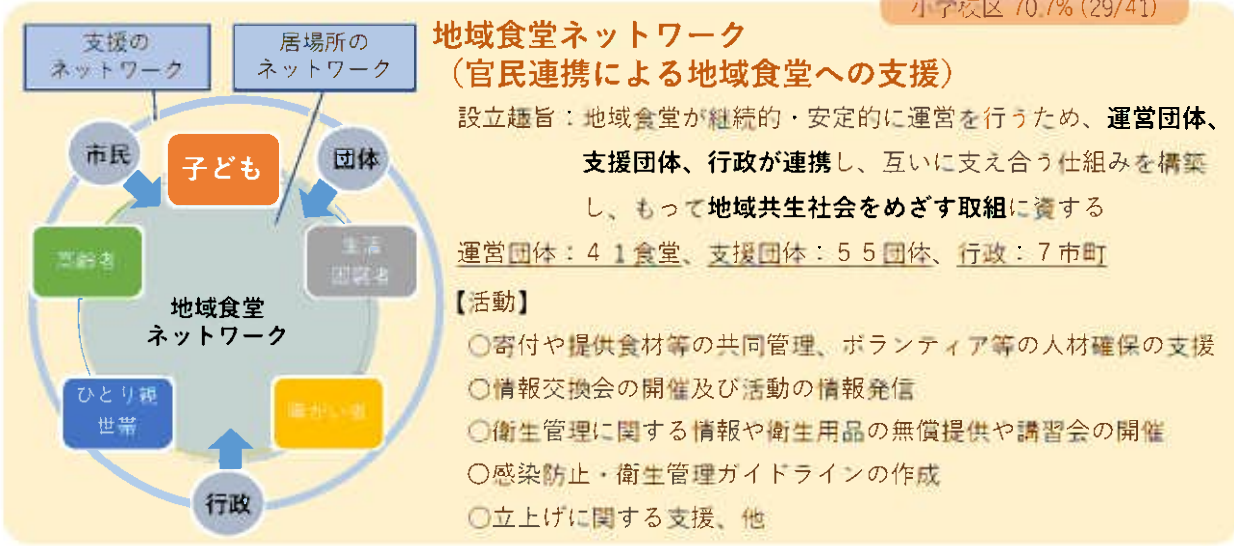 小学校区 70.7% (29/41)
支援の
ネットワーク
居場所の
ネットワーク
地域食堂ネットワーク
（官民連携による地域食堂への支援）
設立趣旨：地域食堂が継続的・安定的に運営を行うため、運営団体、
支援団体、行政が連携し、互いに支え合う仕組みを構築
し、もって地域共生社会をめざす取組に資する
運営団体：４１食堂、支援団体：５５団体、行政：７市町
【活動】
〇寄付や提供食材等の共同管理、ボランティア等の人材確保の支援
〇情報交換会の開催及び活動の情報発信
〇衛生管理に関する情報や衛生用品の無償提供や講習会の開催
〇感染防止・衛生管理ガイドラインの作成
〇立上げに関する支援、他
市民
子ども
団体
高齢者
生活
困窮者
地域食堂
ネットワーク
ひとり親
世帯
障がい者
行政